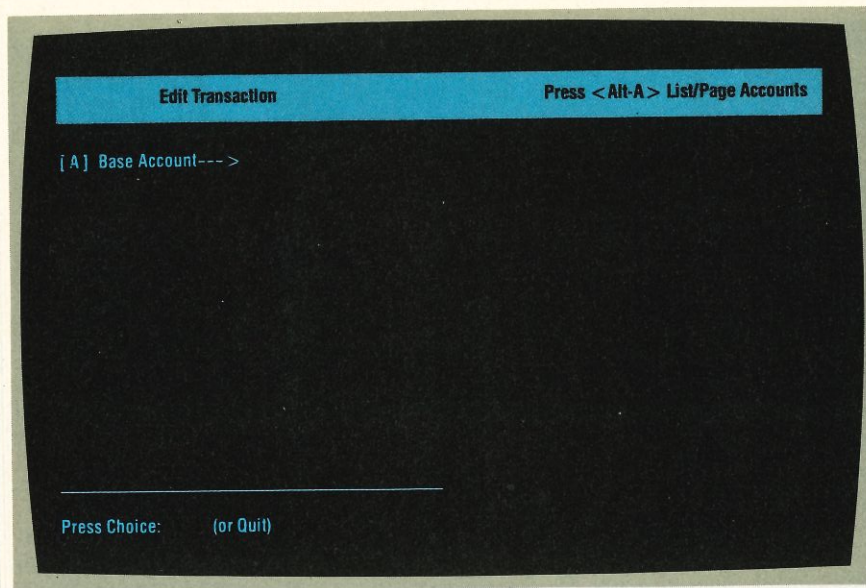 Edit Transaction Press <Alt-A> List/Page Accounts
[A] Base Account--->
Press Choice: (or Quit)